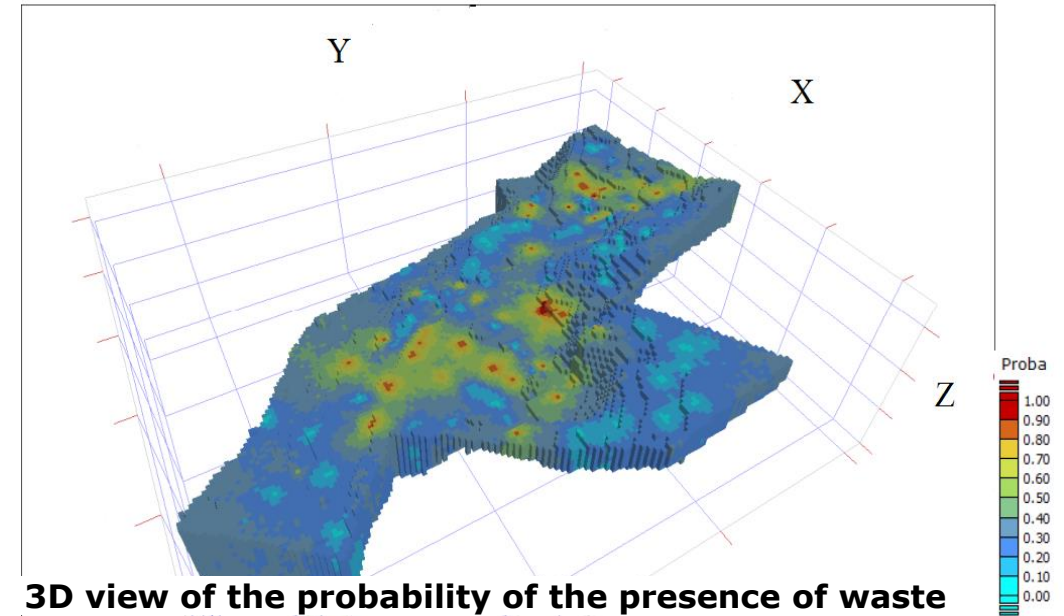 Y
X
Z
Proba
1.00
0.90
0.80
0.70
0.60
0.50
0.40
0.30
0.20
0.10
0.00
3D view of the probability of the presence of waste